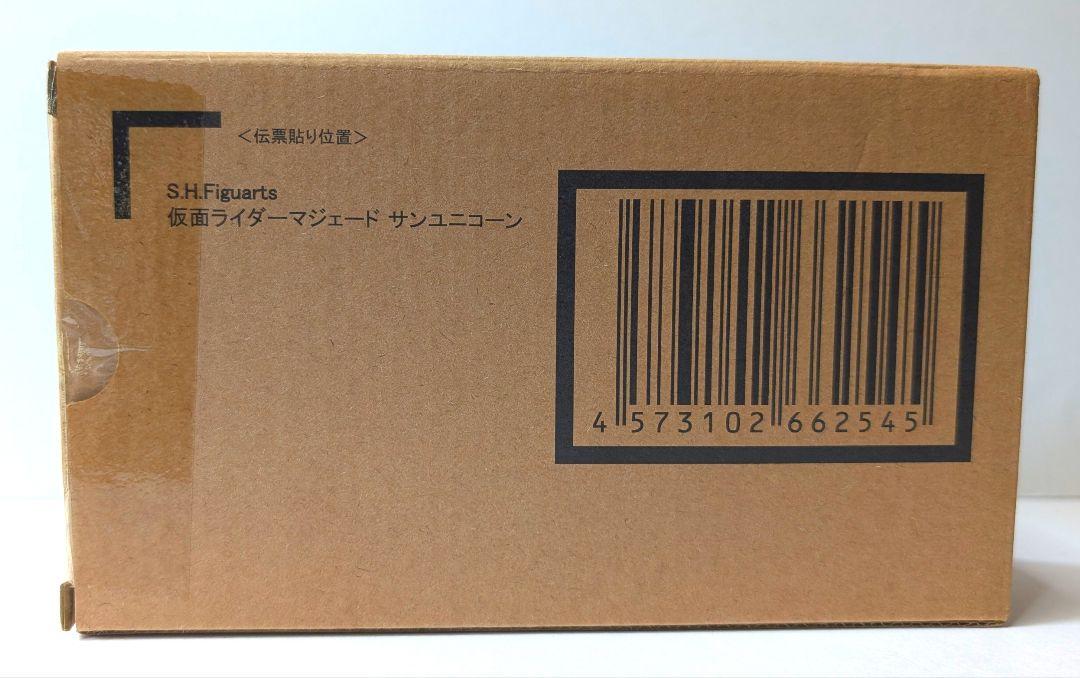 ＜伝票貼り位置＞
S.H.Figuarts
仮面ライダーマジェード サンユニコーン
4 573102 662545